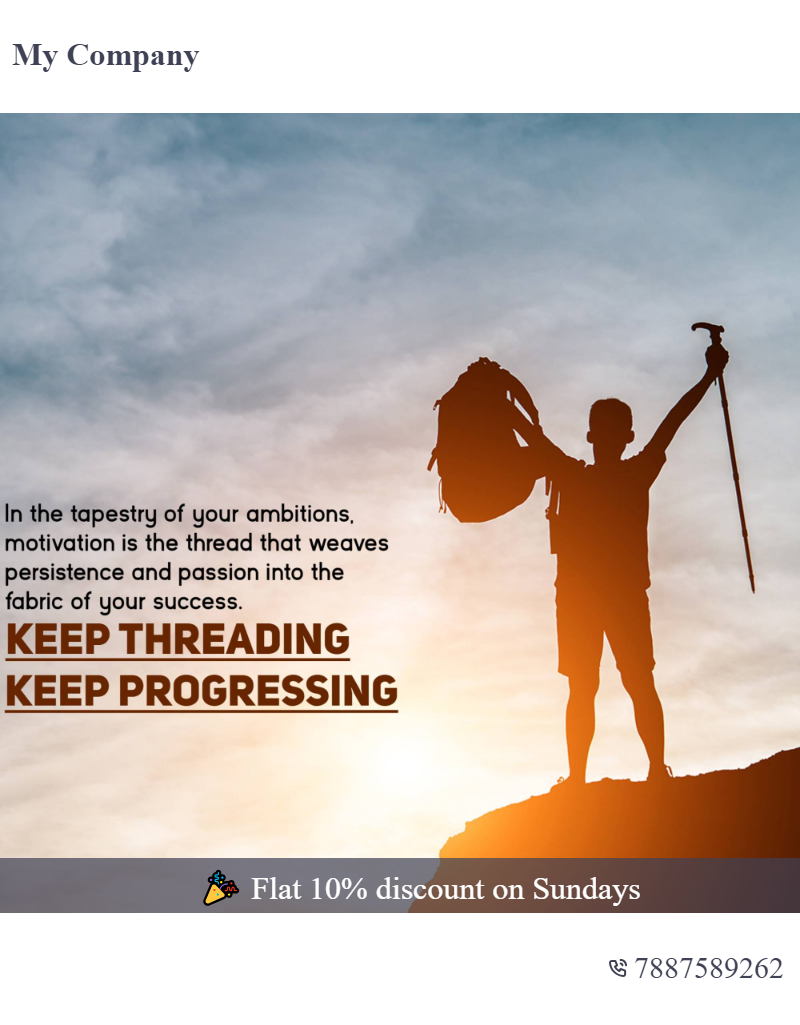 My Company
In the tapestry of your ambitions,
motivation is the thread that weaves
persistence and passion into the
fabric of your success.
KEEP THREADING
KEEP PROGRESSING
Flat 10% discount on Sundays
7887589262